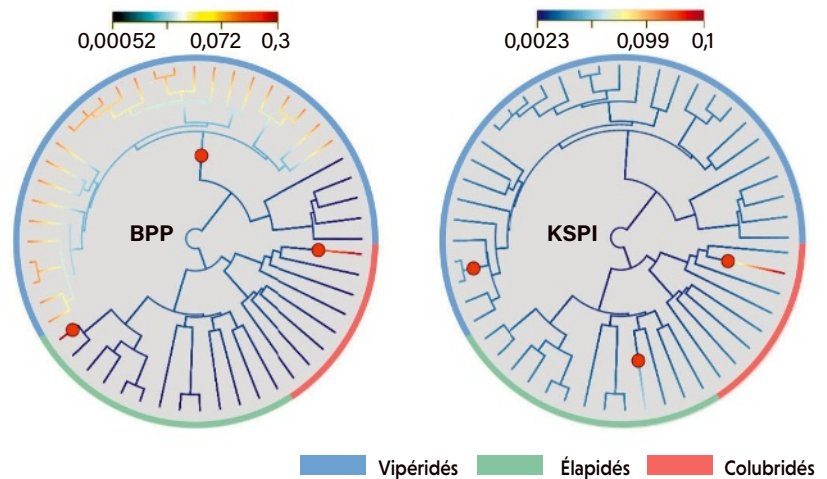 0,00052 0,072 0,3
0,0023 0,099 0,1
BPP
KSPI
Vipéridés Élapidés Colubridés